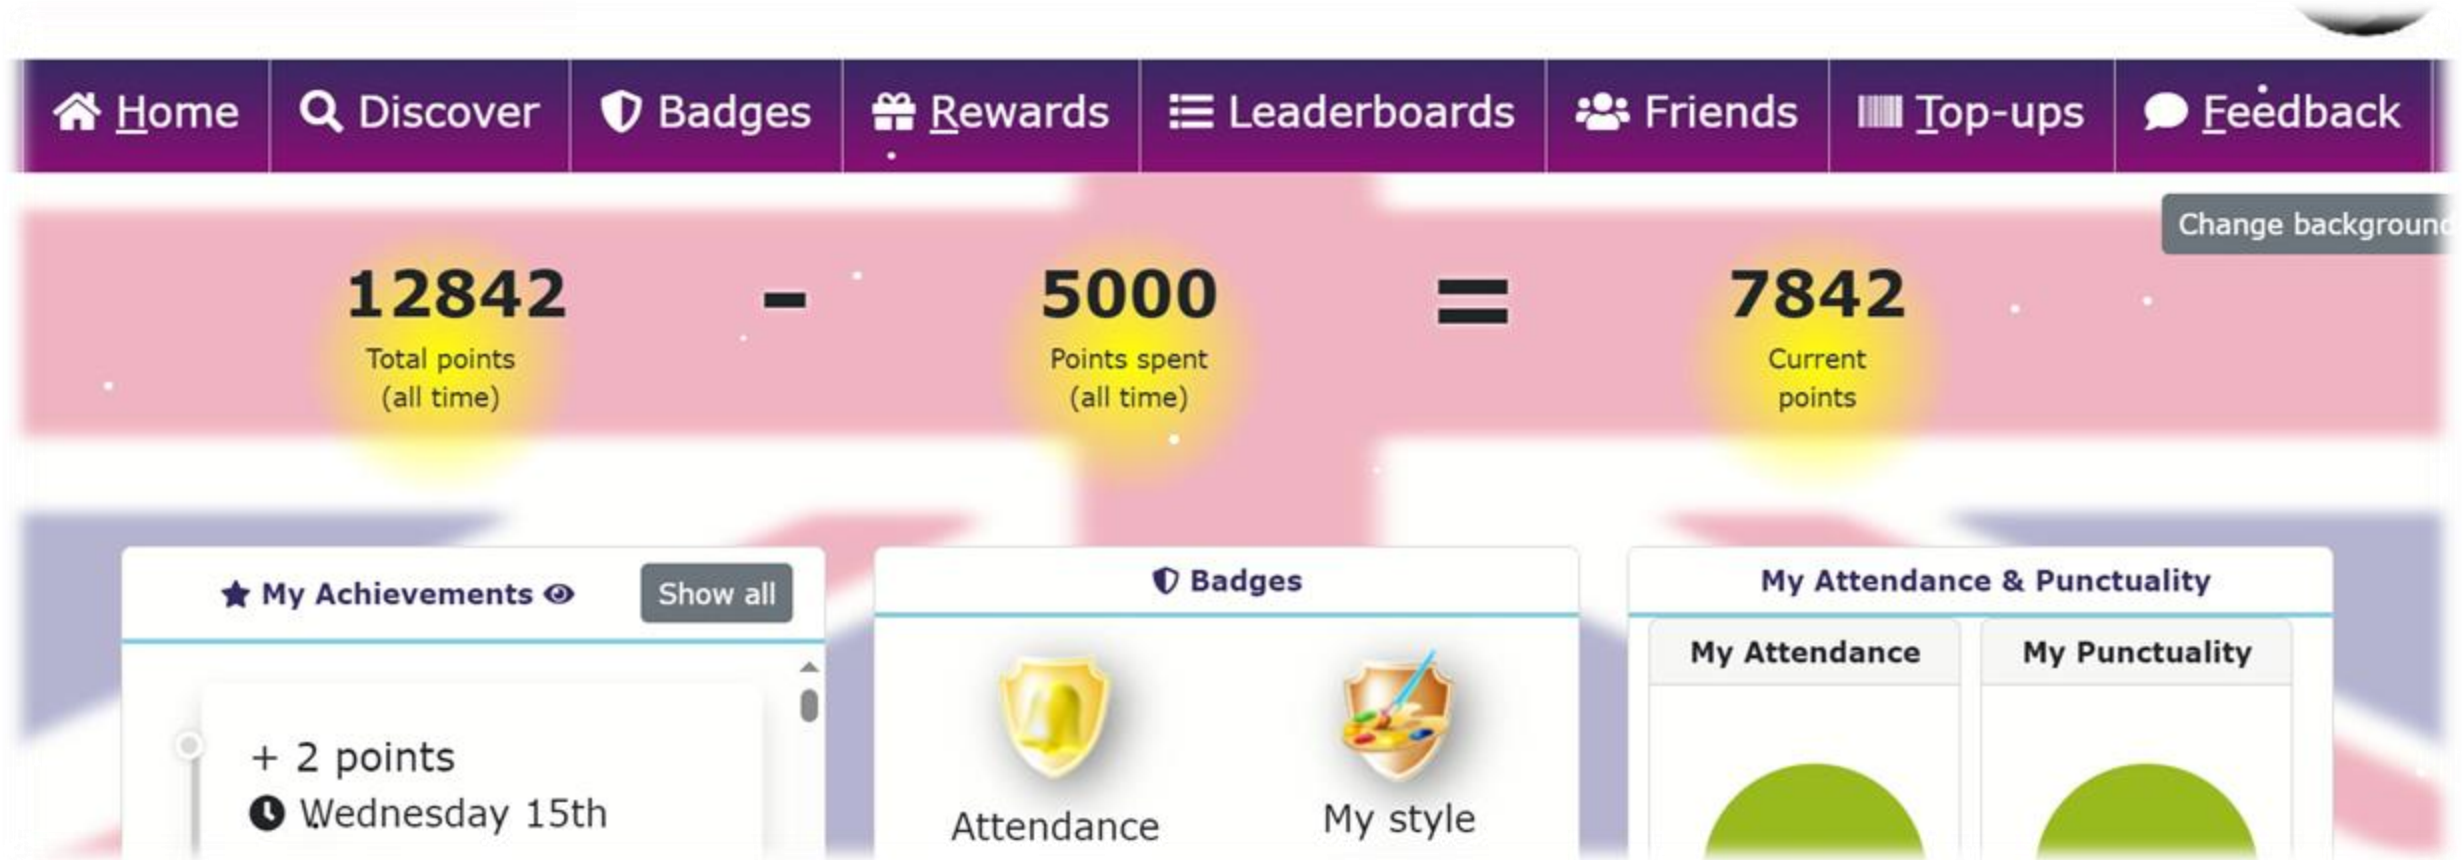 Home Discover Badges Rewards Leaderboards Friends Top-ups Feedback
Change background
12842 - 5000 = 7842
Total points
(all time)
Points spent
(all time)
Current
points
My Achievements Show all
+ 2 points
Wednesday 15th
Badges
Attendance My style
My Attendance & Punctuality
My Attendance My Punctuality